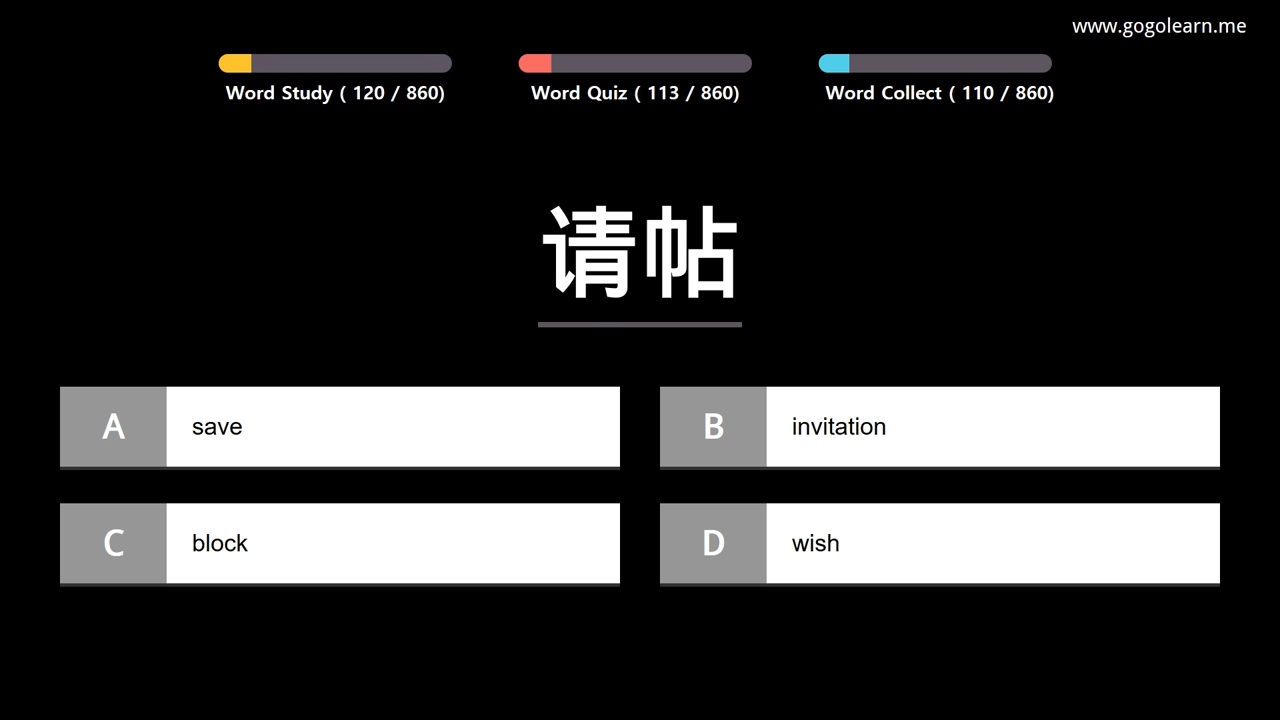 www.gogolearn.me
Word Study ( 120 / 860)
Word Quiz ( 113 / 860)
Word Collect ( 110 / 860)
请帖
A save
B invitation
C block
D wish